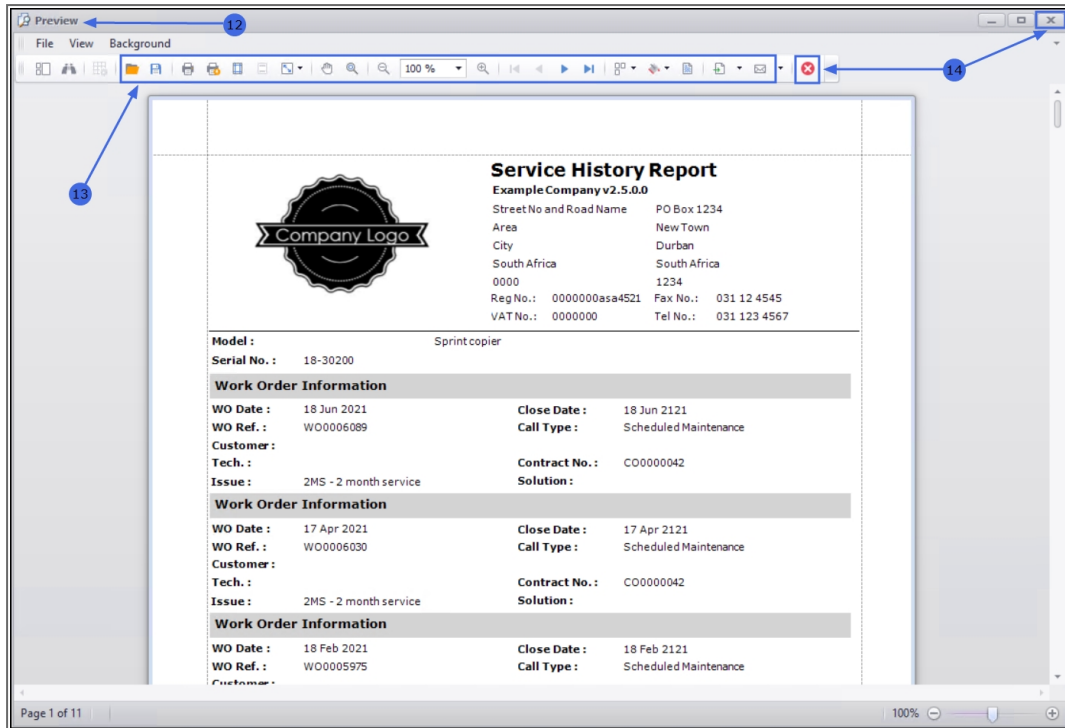 Preview
12
File View Background
100 %
14
13
Company Logo
Service History Report
Example Company v2.5.0.0
Street No and Road Name PO Box 1234
Area New Town
City Durban
South Africa South Africa
0000 1234
Reg No.: 0000000asa4521 Fax No.: 031 12 4545
VAT No.: 0000000 Tel No.: 031 123 4567
Model : Sprint copier
Serial No. : 18-30200
Work Order Information
WO Date : 18 Jun 2021 Close Date : 18 Jun 2121
WO Ref. : WO0006089 Call Type : Scheduled Maintenance
Customer :
Tech. : Contract No. : CO0000042
Issue : 2MS - 2 month service Solution :
Work Order Information
WO Date : 17 Apr 2021 Close Date : 17 Apr 2121
WO Ref. : WO0006030 Call Type : Scheduled Maintenance
Customer :
Tech. : Contract No. : CO0000042
Issue : 2MS - 2 month service Solution :
Work Order Information
WO Date : 18 Feb 2021 Close Date : 18 Feb 2121
WO Ref. : WO0005975 Call Type : Scheduled Maintenance
Customer :
Page 1 of 11 100%